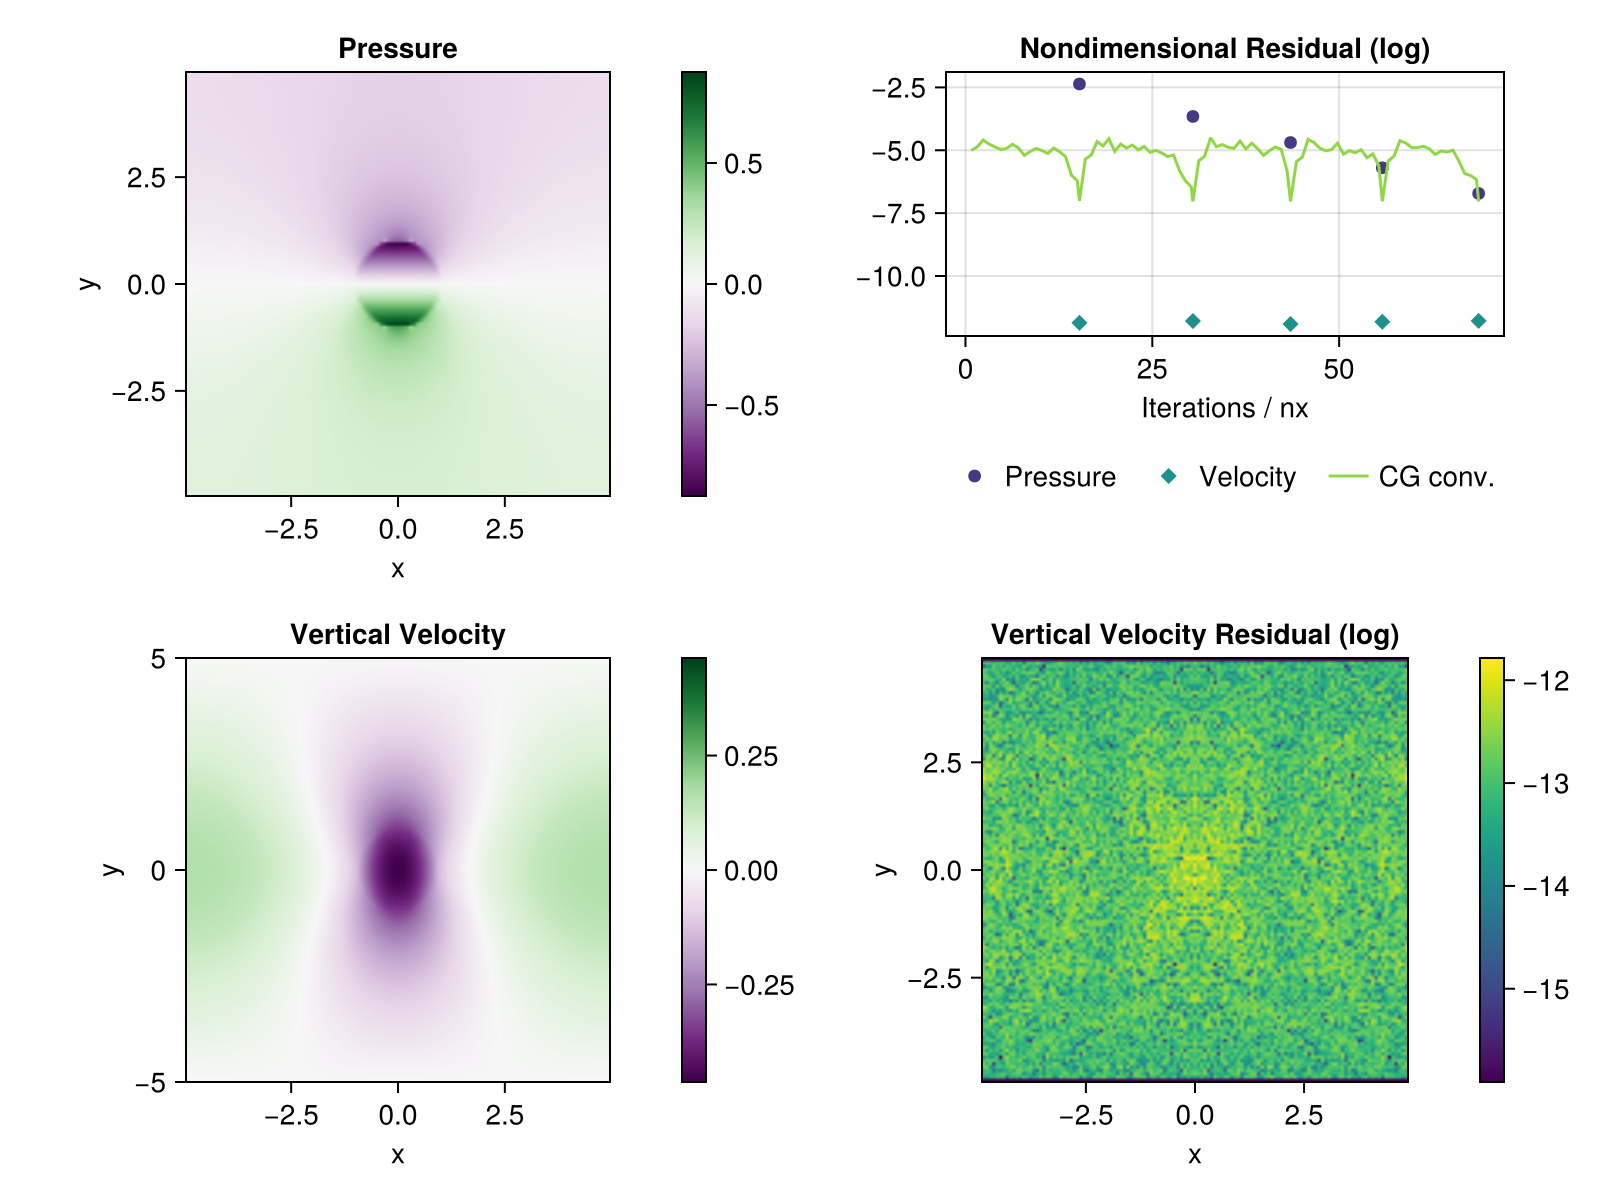 Pressure
2.5
0.0
−2.5
y
−2.5 0.0 2.5
x
0.5
0.0
−0.5
Nondimensional Residual (log)
−2.5
−5.0
−7.5
−10.0
0 25 50
Iterations / nx
Pressure Velocity CG conv.
Vertical Velocity
5
0
−5
y
−2.5 0.0 2.5
x
0.25
0.00
−0.25
Vertical Velocity Residual (log)
2.5
0.0
−2.5
y
−2.5 0.0 2.5
x
−12
−13
−14
−15